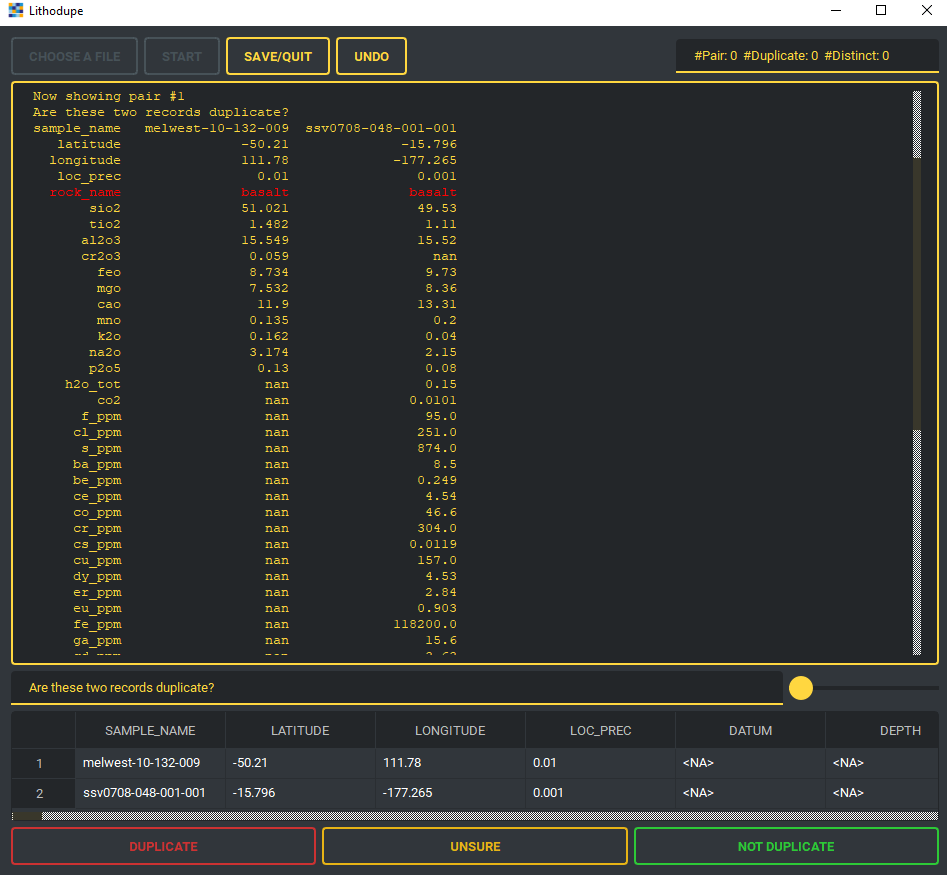 Lithodupe
CHOOSE A FILE START SAVE/QUIT UNDO #Pair: 0 #Duplicate: 0 #Distinct: 0
Now showing pair #1
Are these two records duplicate?
sample_name melwest-10-132-009 ssv0708-048-001-001
latitude -50.21 -15.796
longitude 111.78 -177.265
loc_prec 0.01 0.001
rock_name basalt basalt
sio2 51.021 49.53
tio2 1.482 1.11
al2o3 15.549 15.52
cr2o3 0.059 nan
feo 8.734 9.73
mgo 7.532 8.36
cao 11.9 13.31
mno 0.135 0.2
k2o 0.162 0.04
na2o 3.174 2.15
p2o5 0.13 0.08
h2o_tot nan 0.15
co2 nan 0.0101
f_ppm nan 95.0
cl_ppm nan 251.0
s_ppm nan 874.0
ba_ppm nan 8.5
be_ppm nan 0.249
ce_ppm nan 4.54
co_ppm nan 46.6
cr_ppm nan 304.0
cs_ppm nan 0.0119
cu_ppm nan 157.0
dy_ppm nan 4.53
er_ppm nan 2.84
eu_ppm nan 0.903
fe_ppm nan 118200.0
ga_ppm nan 15.6
Are these two records duplicate?
SAMPLE_NAME LATITUDE LONGITUDE LOC_PREC DATUM DEPTH
1 melwest-10-132-009 -50.21 111.78 0.01 <NA> <NA>
2 ssv0708-048-001-001 -15.796 -177.265 0.001 <NA> <NA>
DUPLICATE UNSURE NOT DUPLICATE